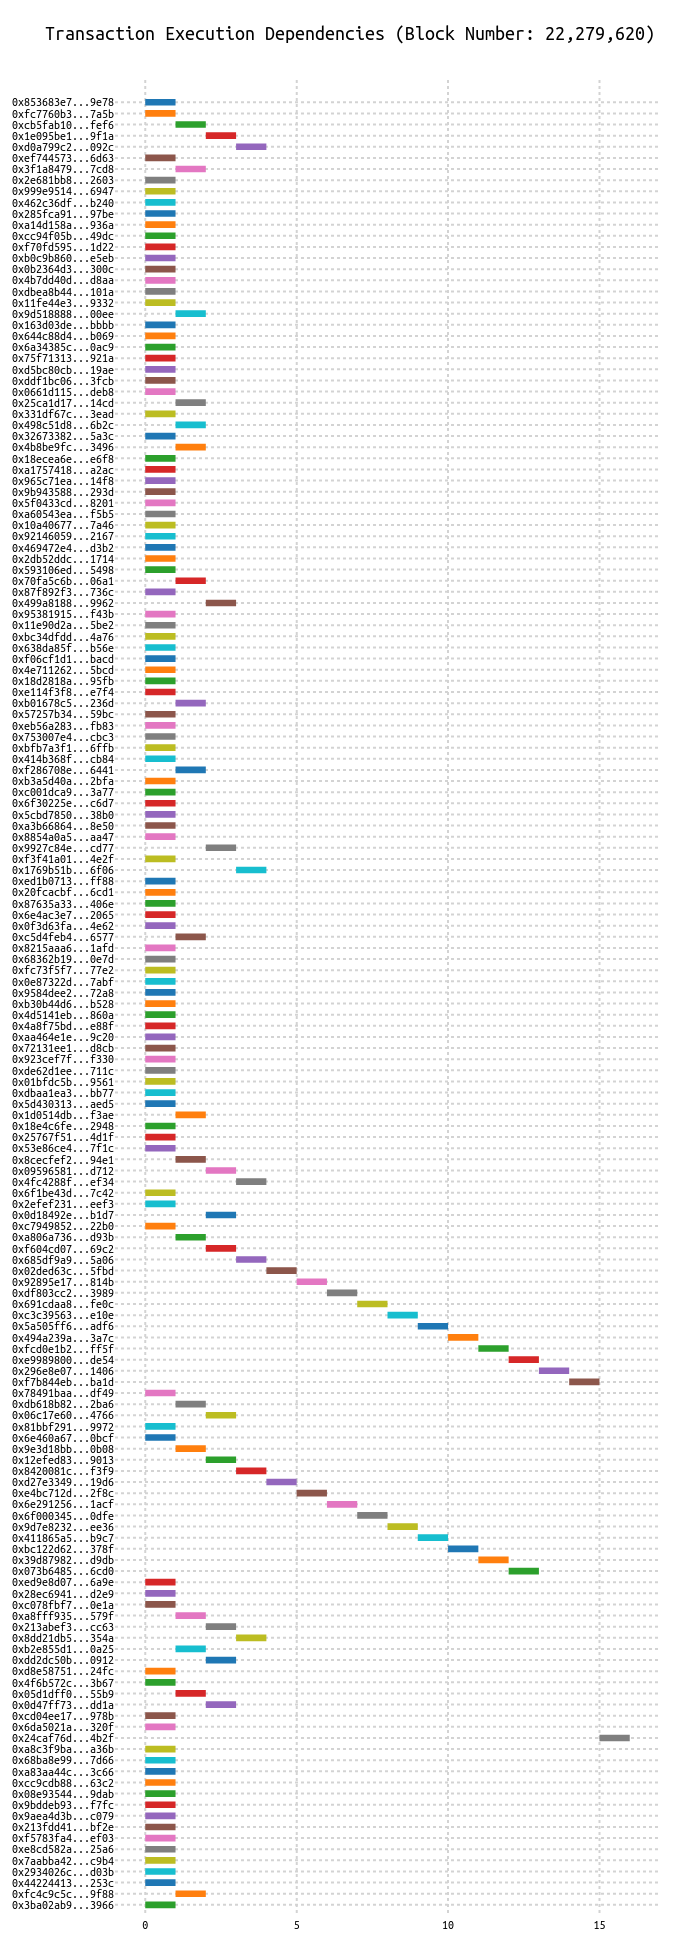 Transaction Execution Dependencies (Block Number: 22,279,620)
0x853683e7...9e78
0xfc7760b3...7a5b
0xcb5fab10...fef6
0x1e095be1...9f1a
0xd0a799c2...092c
0xef744573...6d63
0x3f1a8479...7cd8
0x2e681bb8...2603
0x999e9514...6947
0x462c36df...b240
0x285fca91...97be
0xa14d158a...936a
0xcc94f05b...49dc
0xf70fd595...1d22
0xb0c9b860...e5eb
0x0b2364d3...300c
0x4b7dd40d...d8aa
0xdbea8b44...101a
0x11fe44e3...9332
0x9d518888...00ee
0x163d03de...bbbb
0x644c88d4...b069
0x6a34385c...0ac9
0x75f71313...921a
0xd5bc80cb...19ae
0xddf1bc06...3fcb
0x0661d115...deb8
0x25ca1d17...14cd
0x331df67c...3ead
0x498c51d8...6b2c
0x32673382...5a3c
0x4b8be9fc...3496
0x18ecea6e...e6f8
0xa1757418...a2ac
0x965c71ea...14f8
0x9b943588...293d
0x5f0433cd...8201
0xa60543ea...f5b5
0x10a40677...7a46
0x92146059...2167
0x469472e4...d3b2
0x2db52ddc...1714
0x593106ed...5498
0x70fa5c6b...06a1
0x87f892f3...736c
0x499a8188...9962
0x95381915...f43b
0x11e90d2a...5be2
0xbc34dfdd...4a76
0x638da85f...b56e
0xf06cf1d1...bacd
0x4e711262...5bcd
0x18d2818a...95fb
0xe114f3f8...e7f4
0xb01678c5...236d
0x57257b34...59bc
0xeb56a283...fb83
0x753007e4...cbc3
0xbfb7a3f1...6ffb
0x414b368f...cb84
0xf286708e...6441
0xb3a5d40a...2bfa
0xc001dca9...3a77
0x6f30225e...c6d7
0x5cbd7850...38b0
0xa3b66864...8e50
0x8854a0a5...aa47
0x9927c84e...cd77
0xf3f41a01...4e2f
0x1769b51b...6f06
0xed1b0713...ff88
0x20fcacbf...6cd1
0x87635a33...406e
0x6e4ac3e7...2065
0x0f3d63fa...4e62
0xc5d4feb4...6577
0x8215aaa6...1afd
0x68362b19...0e7d
0xfc73f5f7...77e2
0x0e87322d...7abf
0x9584dee2...72a8
0xb30b44d6...b528
0x4d5141eb...860a
0x4a8f75bd...e88f
0xaa464e1e...9c20
0x72131ee1...d8cb
0x923cef7f...f330
0xde62d1ee...711c
0x01bfdc5b...9561
0xdbaa1ea3...bb77
0x5d430313...aed5
0x1d0514db...f3ae
0x18e4c6fe...2948
0x25767f51...4d1f
0x53e86ce4...7f1c
0x8cecfef2...94e1
0x09596581...d712
0x4fc4288f...ef34
0x6f1be43d...7c42
0x2efef231...eef3
0x0d18492e...b1d7
0xc7949852...22b0
0xa806a736...d93b
0xf604cd07...69c2
0x685df9a9...5a06
0x02ded63c...5fbd
0x92895e17...814b
0xdf803cc2...3989
0x691cdaa8...fe0c
0xc3c39563...e10e
0x5a505ff6...adf6
0x494a239a...3a7c
0xfcd0e1b2...ff5f
0xe9989800...de54
0x296e8e07...1406
0xf7b844eb...ba1d
0x78491baa...df49
0xdb618b82...2ba6
0x06c17e60...4766
0x81bbf291...9972
0x6e460a67...0bcf
0x9e3d18bb...0b08
0x12efed83...9013
0x8420081c...f3f9
0xd27e3349...19d6
0xe4bc712d...2f8c
0x6e291256...1acf
0x6f000345...0dfe
0x9d7e8232...ee36
0x411865a5...b9c7
0xbc122d62...378f
0x39d87982...d9db
0x073b6485...6cd0
0xed9e8d07...6a9e
0x28ec6941...d2e9
0xc078fbf7...0e1a
0xa8fff935...579f
0x213abef3...cc63
0x8dd21db5...354a
0xb2e855d1...0a25
0xdd2dc50b...0912
0xd8e58751...24fc
0x4f6b572c...3b67
0x05d1dff0...55b9
0x0d47ff73...dd1a
0xcd04ee17...978b
0x6da5021a...320f
0x24caf76d...4b2f
0xa8c3f9ba...a36b
0x68ba8e99...7d66
0xa83aa44c...3c66
0xcc9cdb88...63c2
0x08e93544...9dab
0x9bddeb93...f7fc
0x9aea4d3b...c079
0x213fdd41...bf2e
0xf5783fa4...ef03
0xe8cd582a...25a6
0x7aabba42...c9b4
0x2934026c...d03b
0x44224413...253c
0xfc4c9c5c...9f88
0x3ba02ab9...3966
0 5 10 15